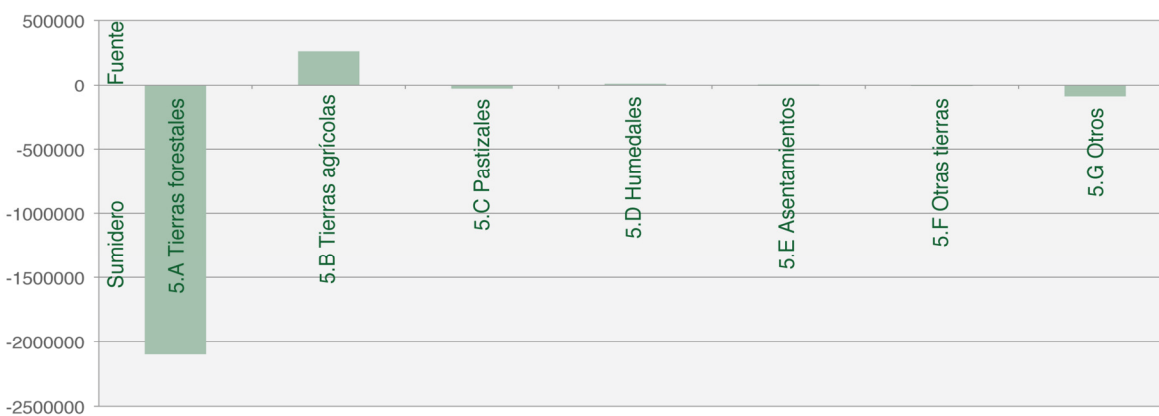 500000
0
-500000
-1000000
-1500000
-2000000
-2500000
Fuente
Sumidero
5.A Tierras forestales
5.B Tierras agrícolas
5.C Pastizales
5.D Humedales
5.E Asentamientos
5.F Otras tierras
5.G Otros